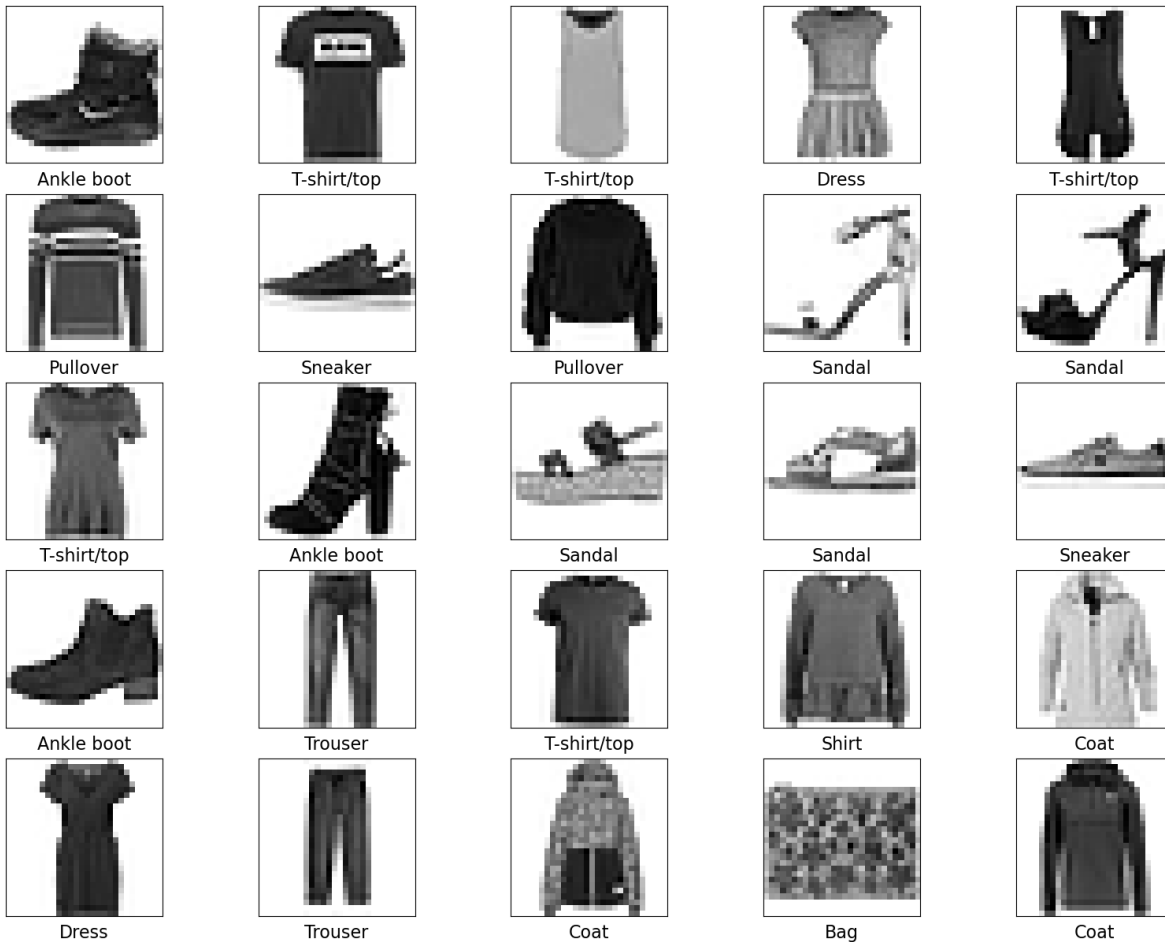 Ankle boot T-shirt/top T-shirt/top Dress T-shirt/top
Pullover Sneaker Pullover Sandal Sandal
T-shirt/top Ankle boot Sandal Sandal Sneaker
Ankle boot Trouser T-shirt/top Shirt Coat
Dress Trouser Coat Bag Coat